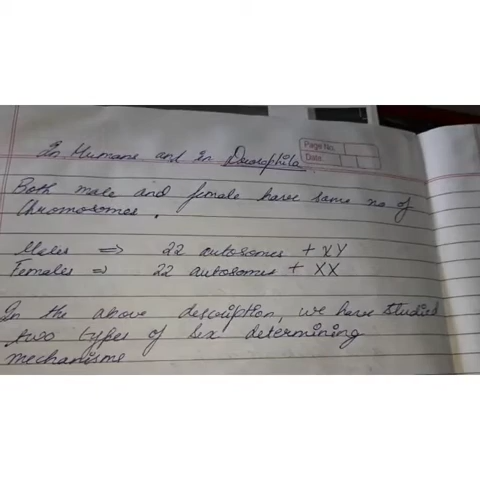 Page No.
Date
In Humans and in Drosophila
Both male and female have same no of
Chromosomes.
Males ⇒ 22 autosomes + XY
Females ⇒ 22 autosomes + XX
In the above description, we have studied
two types of sex determining
mechanisms